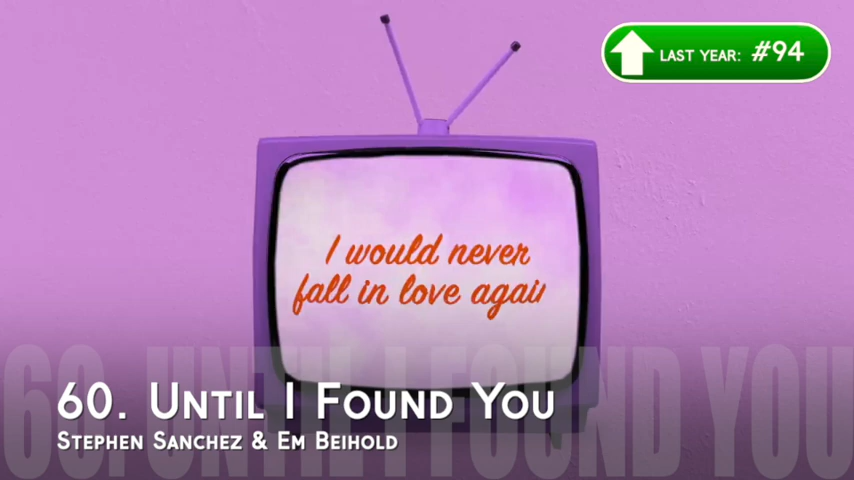 LAST YEAR: #94
I would never
fall in love again
60. UNTIL I FOUND YOU
60. UNTIL I FOUND YOU
STEPHEN SANCHEZ & EM BEIHOLD